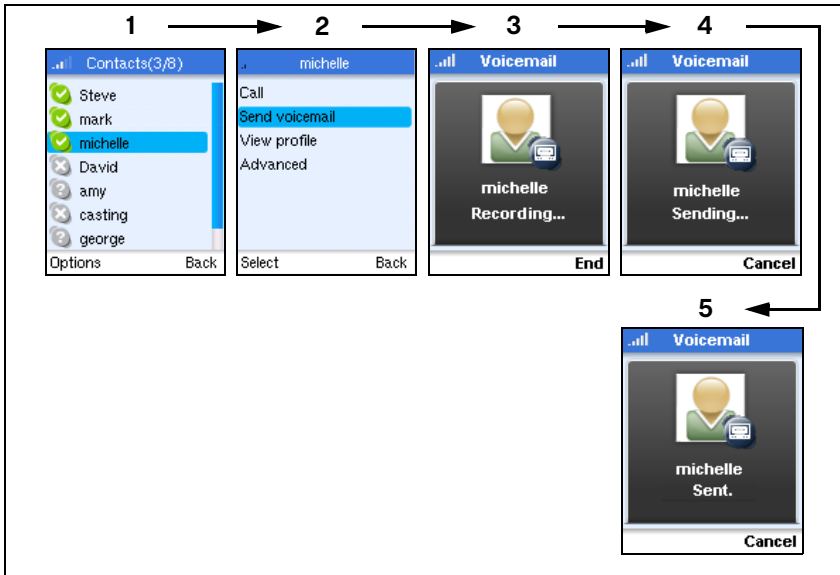 1
2
3
4
Contacts(3/8)
Steve
mark
michelle
David
amy
casting
george
Options Back
michelle
Call
Send voicemail
View profile
Advanced
Select Back
Voicemail
michelle
Recording...
End
Voicemail
michelle
Sending...
Cancel
5
Voicemail
michelle
Sent.
Cancel